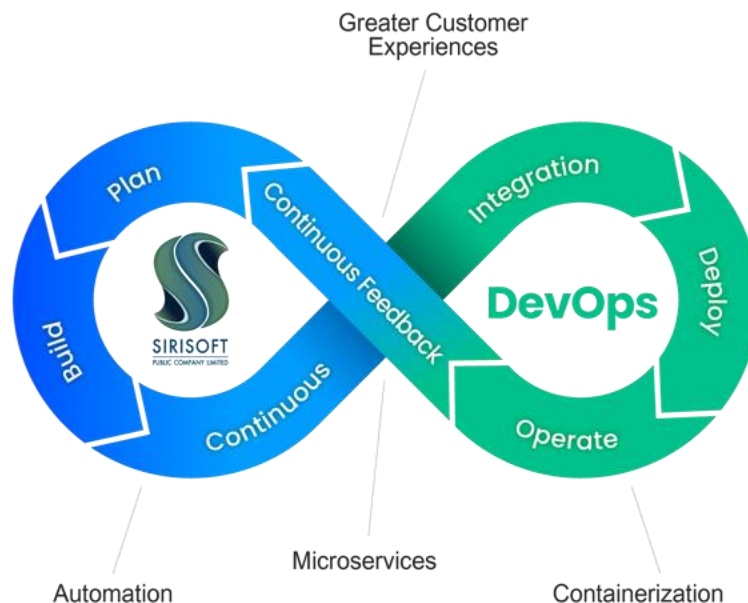 Greater Customer
Experiences
Plan
Build
Continuous
Integration
Deploy
Operate
Continuous Feedback
SIRISOFT
PUBLIC COMPANY LIMITED
DevOps
Automation
Microservices
Containerization